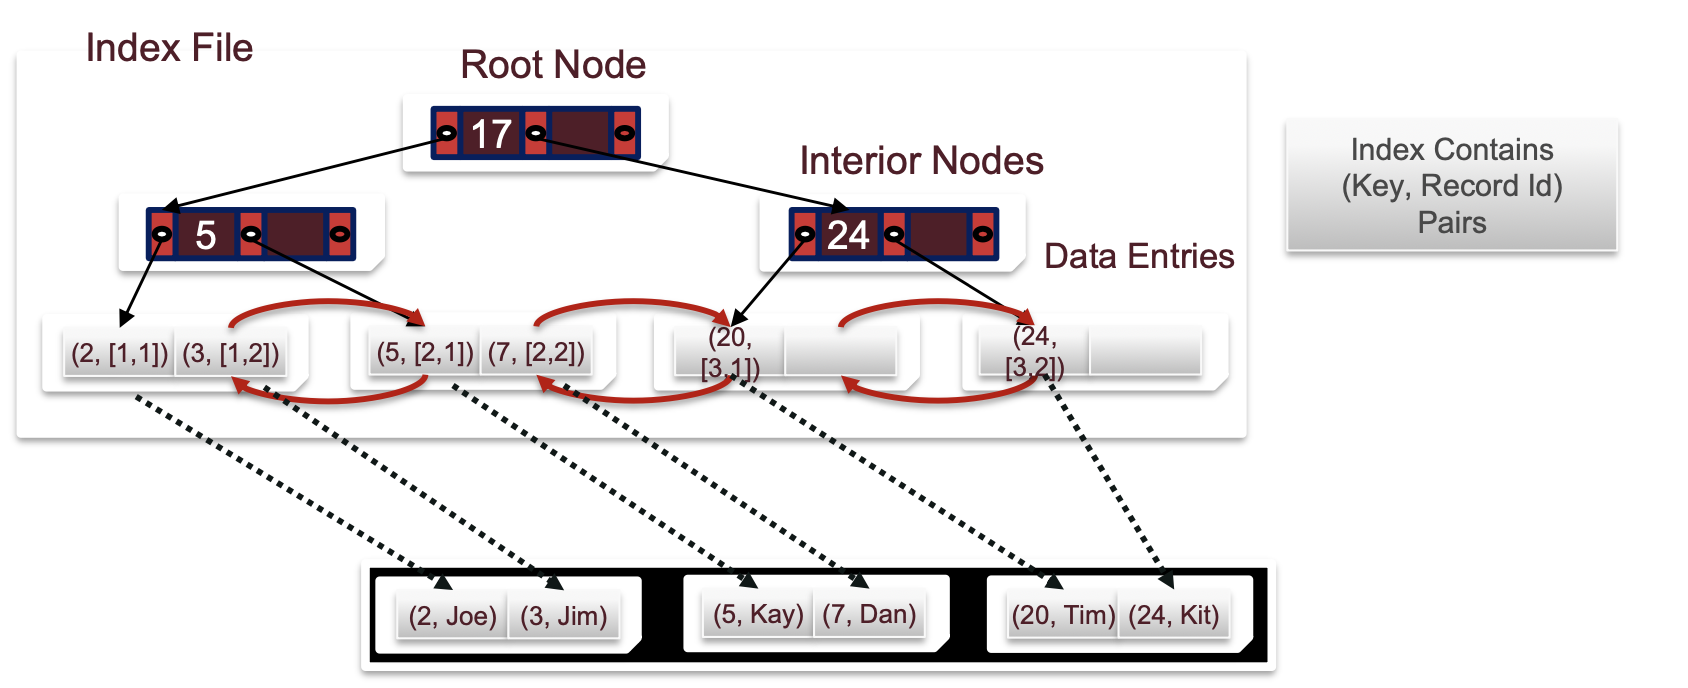 Index File
Root Node
17
Interior Nodes
5
24
Data Entries
Index Contains
(Key, Record Id)
Pairs
(2, [1,1]) (3, [1,2])
(5, [2,1]) (7, [2,2])
(20,
[3,1])
(24,
[3,2])
(2, Joe) (3, Jim)
(5, Kay) (7, Dan)
(20, Tim) (24, Kit)